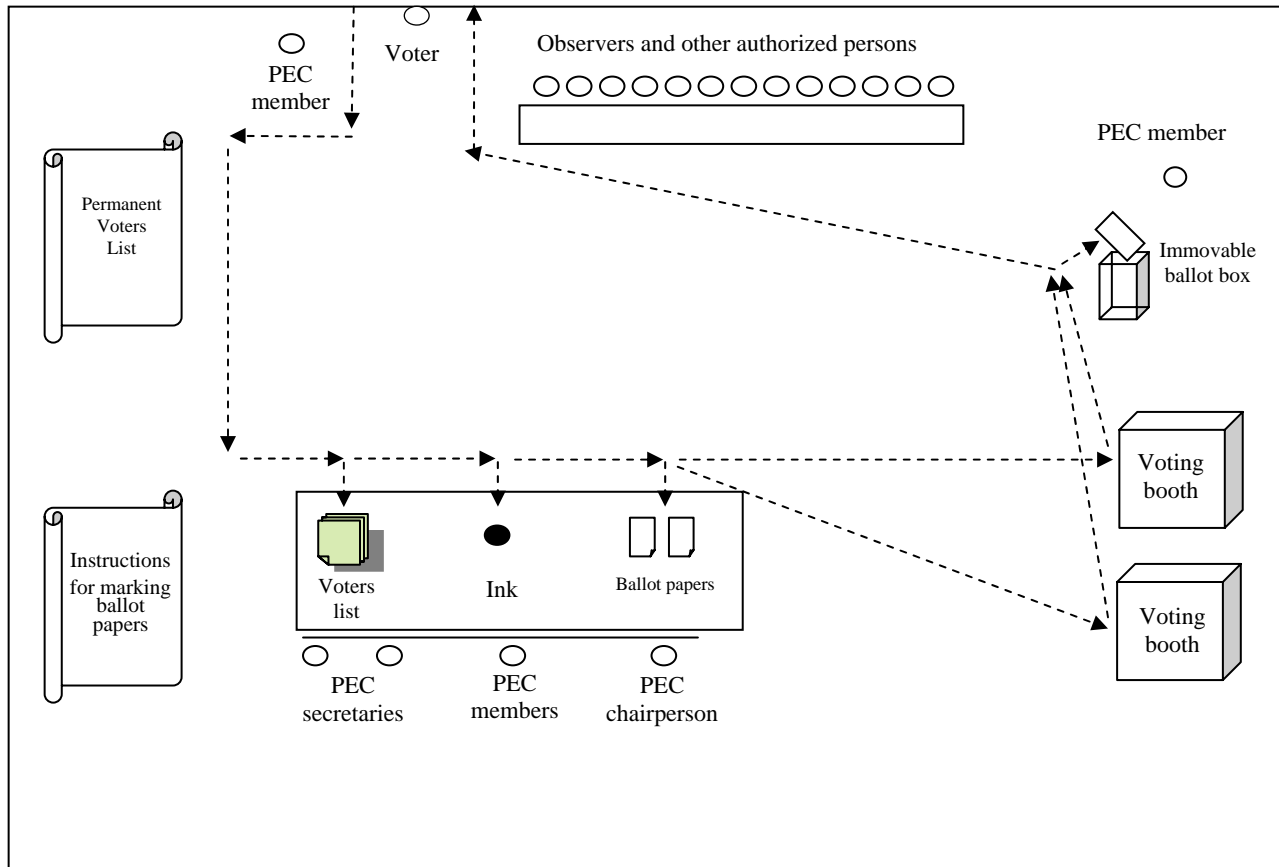 Observers and other authorized persons
Voter
PEC
member
PEC member
Permanent
Voters
List
Immovable
ballot box
Voting
booth
Instructions
for marking
ballot
papers
Voters
list
Ink
Ballot papers
Voting
booth
PEC
secretaries
PEC
members
PEC
chairperson